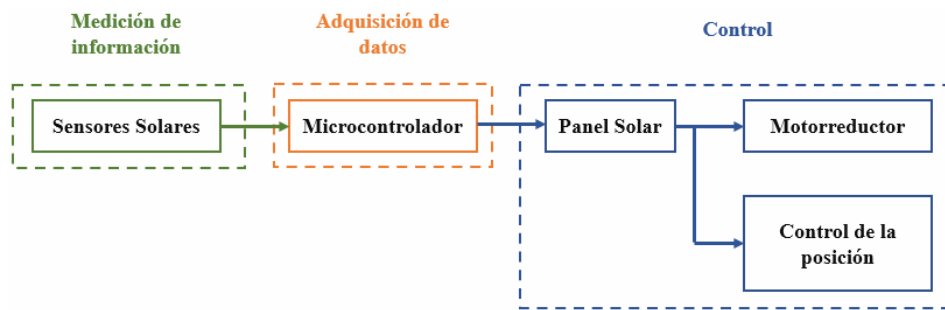 Medición de
información
Adquisición de
datos
Control
Sensores Solares
Microcontrolador
Panel Solar
Motorreductor
Control de la
posición